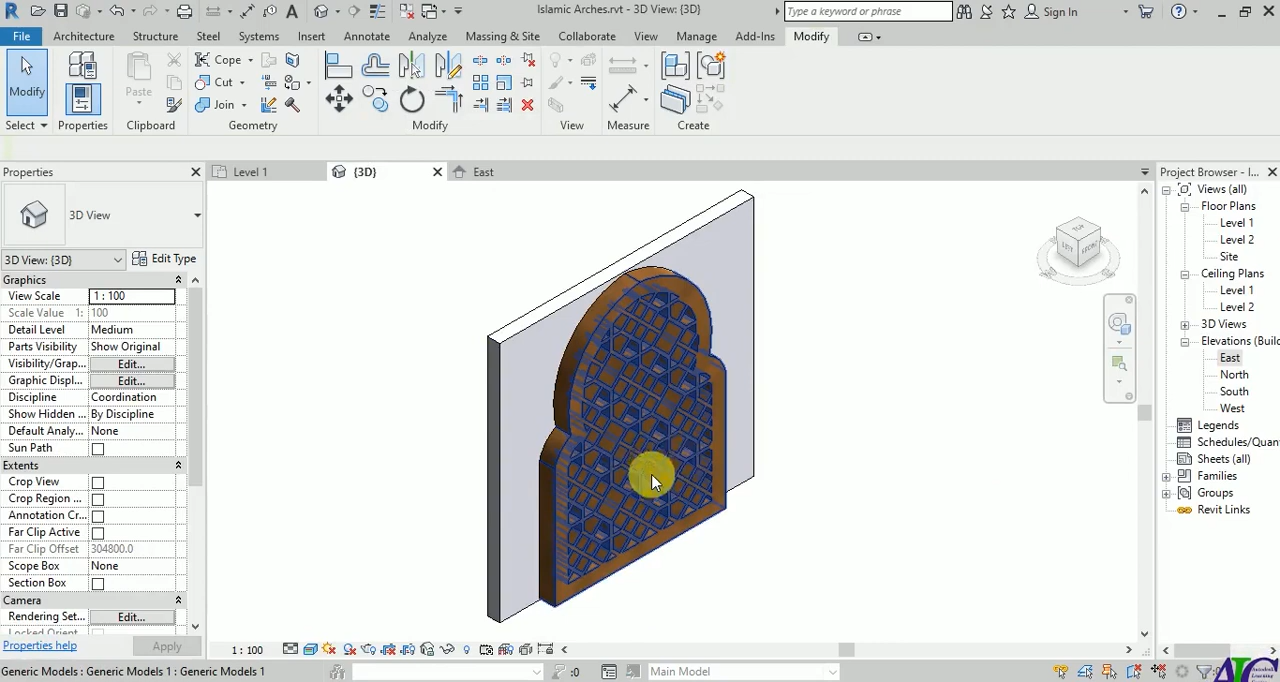 Islamic Arches.rvt - 3D View: {3D}
Type a keyword or phrase
Sign In
File Architecture Structure Steel Systems Insert Annotate Analyze Massing & Site Collaborate View Manage Add-Ins Modify
Modify
Paste
Cope
Cut
Join
Select Properties Clipboard Geometry Modify View Measure Create
Properties
Level 1
{3D}
East
Project Browser - I...
3D View
3D View: {3D}
Edit Type
Graphics
View Scale 1 : 100
Scale Value 1: 100
Detail Level Medium
Parts Visibility Show Original
Visibility/Grap... Edit...
Graphic Displ... Edit...
Discipline Coordination
Show Hidden ... By Discipline
Default Analy... None
Sun Path
Extents
Crop View
Crop Region ...
Annotation Cr...
Far Clip Active
Far Clip Offset 304800.0
Scope Box None
Section Box
Camera
Rendering Set... Edit...
Locked Orient
Properties help
Apply
TOP
LEFT
FRONT
Views (all)
Floor Plans
Level 1
Level 2
Site
Ceiling Plans
Level 1
Level 2
3D Views
Elevations (Buil
East
North
South
West
Legends
Schedules/Quan
Sheets (all)
Families
Groups
Revit Links
1 : 100
Generic Models : Generic Models 1 : Generic Models 1
:0
Main Model